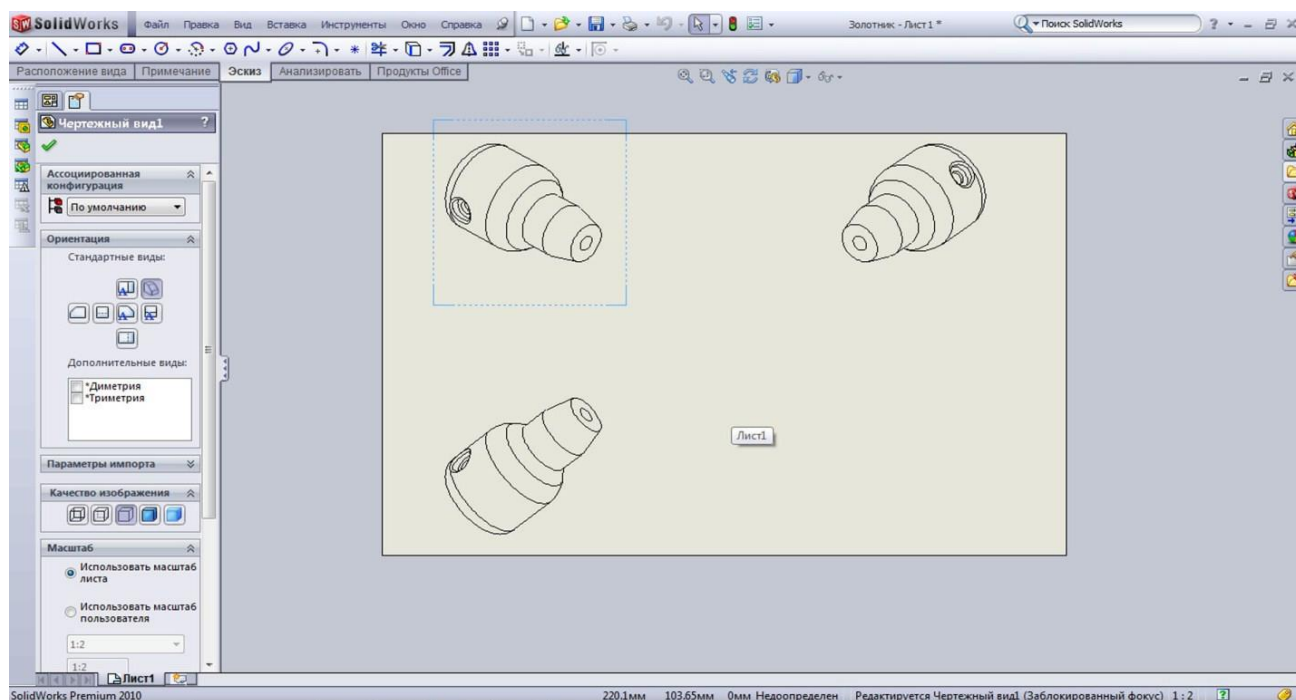 SolidWorks Файл Правка Вид Вставка Инструменты Окно Справка Золотник - Лист1 * Поиск SolidWorks ?
Расположение вида Примечание Эскиз Анализировать Продукты Office
Чертежный вид1 ?
Ассоциированная
конфигурация
По умолчанию
Ориентация
Стандартные виды:
Дополнительные виды:
*Диметрия
*Триметрия
Параметры импорта
Качество изображения
Масштаб
Использовать масштаб
листа
Использовать масштаб
пользователя
1:2
1:2
Лист1
Лист1
SolidWorks Premium 2010 220.1мм 103.65мм 0мм Недоопределен Редактируется Чертежный вид1 (Заблокированный фокус) 1 : 2